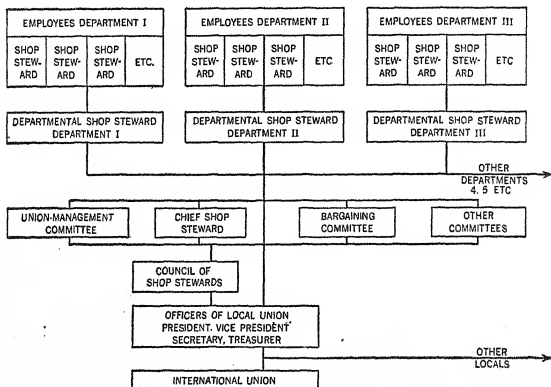 EMPLOYEES DEPARTMENT I
SHOP STEW- ARD
SHOP STEW- ARD
SHOP STEW- ARD
ETC.
EMPLOYEES DEPARTMENT II
SHOP STEW- ARD
SHOP STEW- ARD
SHOP STEW- ARD
ETC
EMPLOYEES DEPARTMENT III
SHOP STEW- ARD
SHOP STEW- ARD
SHOP STEW- ARD
ETC
DEPARTMENTAL SHOP STEWARD
DEPARTMENT I
DEPARTMENTAL SHOP STEWARD
DEPARTMENT II
DEPARTMENTAL SHOP STEWARD
DEPARTMENT III
OTHER
DEPARTMENTS
4. 5 ETC
UNION-MANAGEMENT
COMMITTEE
CHIEF SHOP
STEWARD
BARGAINING
COMMITTEE
OTHER
COMMITTEES
COUNCIL OF
SHOP STEWARDS
OFFICERS OF LOCAL UNION
PRESIDENT. VICE PRESIDENT
SECRETARY, TREASURER
OTHER
LOCALS
INTERNATIONAL UNION